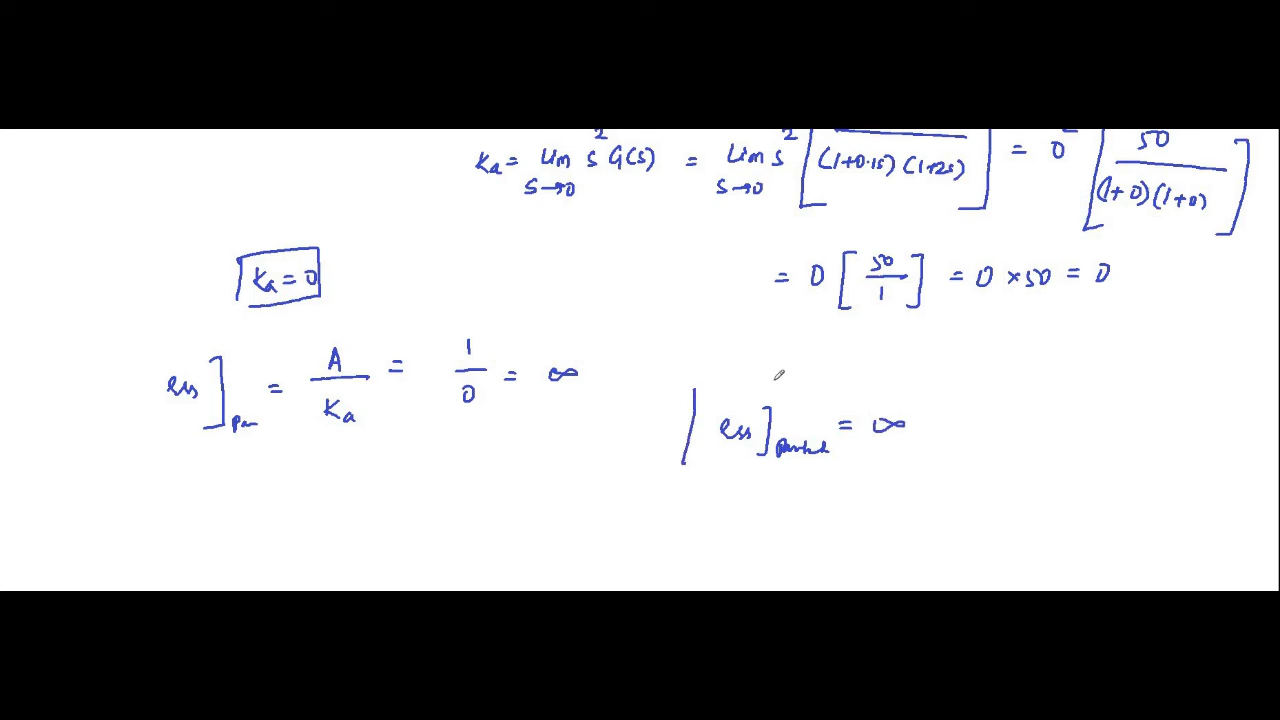 Ka = Lim s→0 s² G(s) = Lim s→0 s² [ / (1+0.1s)(1+2s) ] = 0² [ 50 / (1+0)(1+0) ]
Ka = 0
= 0 [ 50 / 1 ] = 0 × 50 = 0
ess ]par = A / Ka = 1 / 0 = ∞
ess ] = ∞